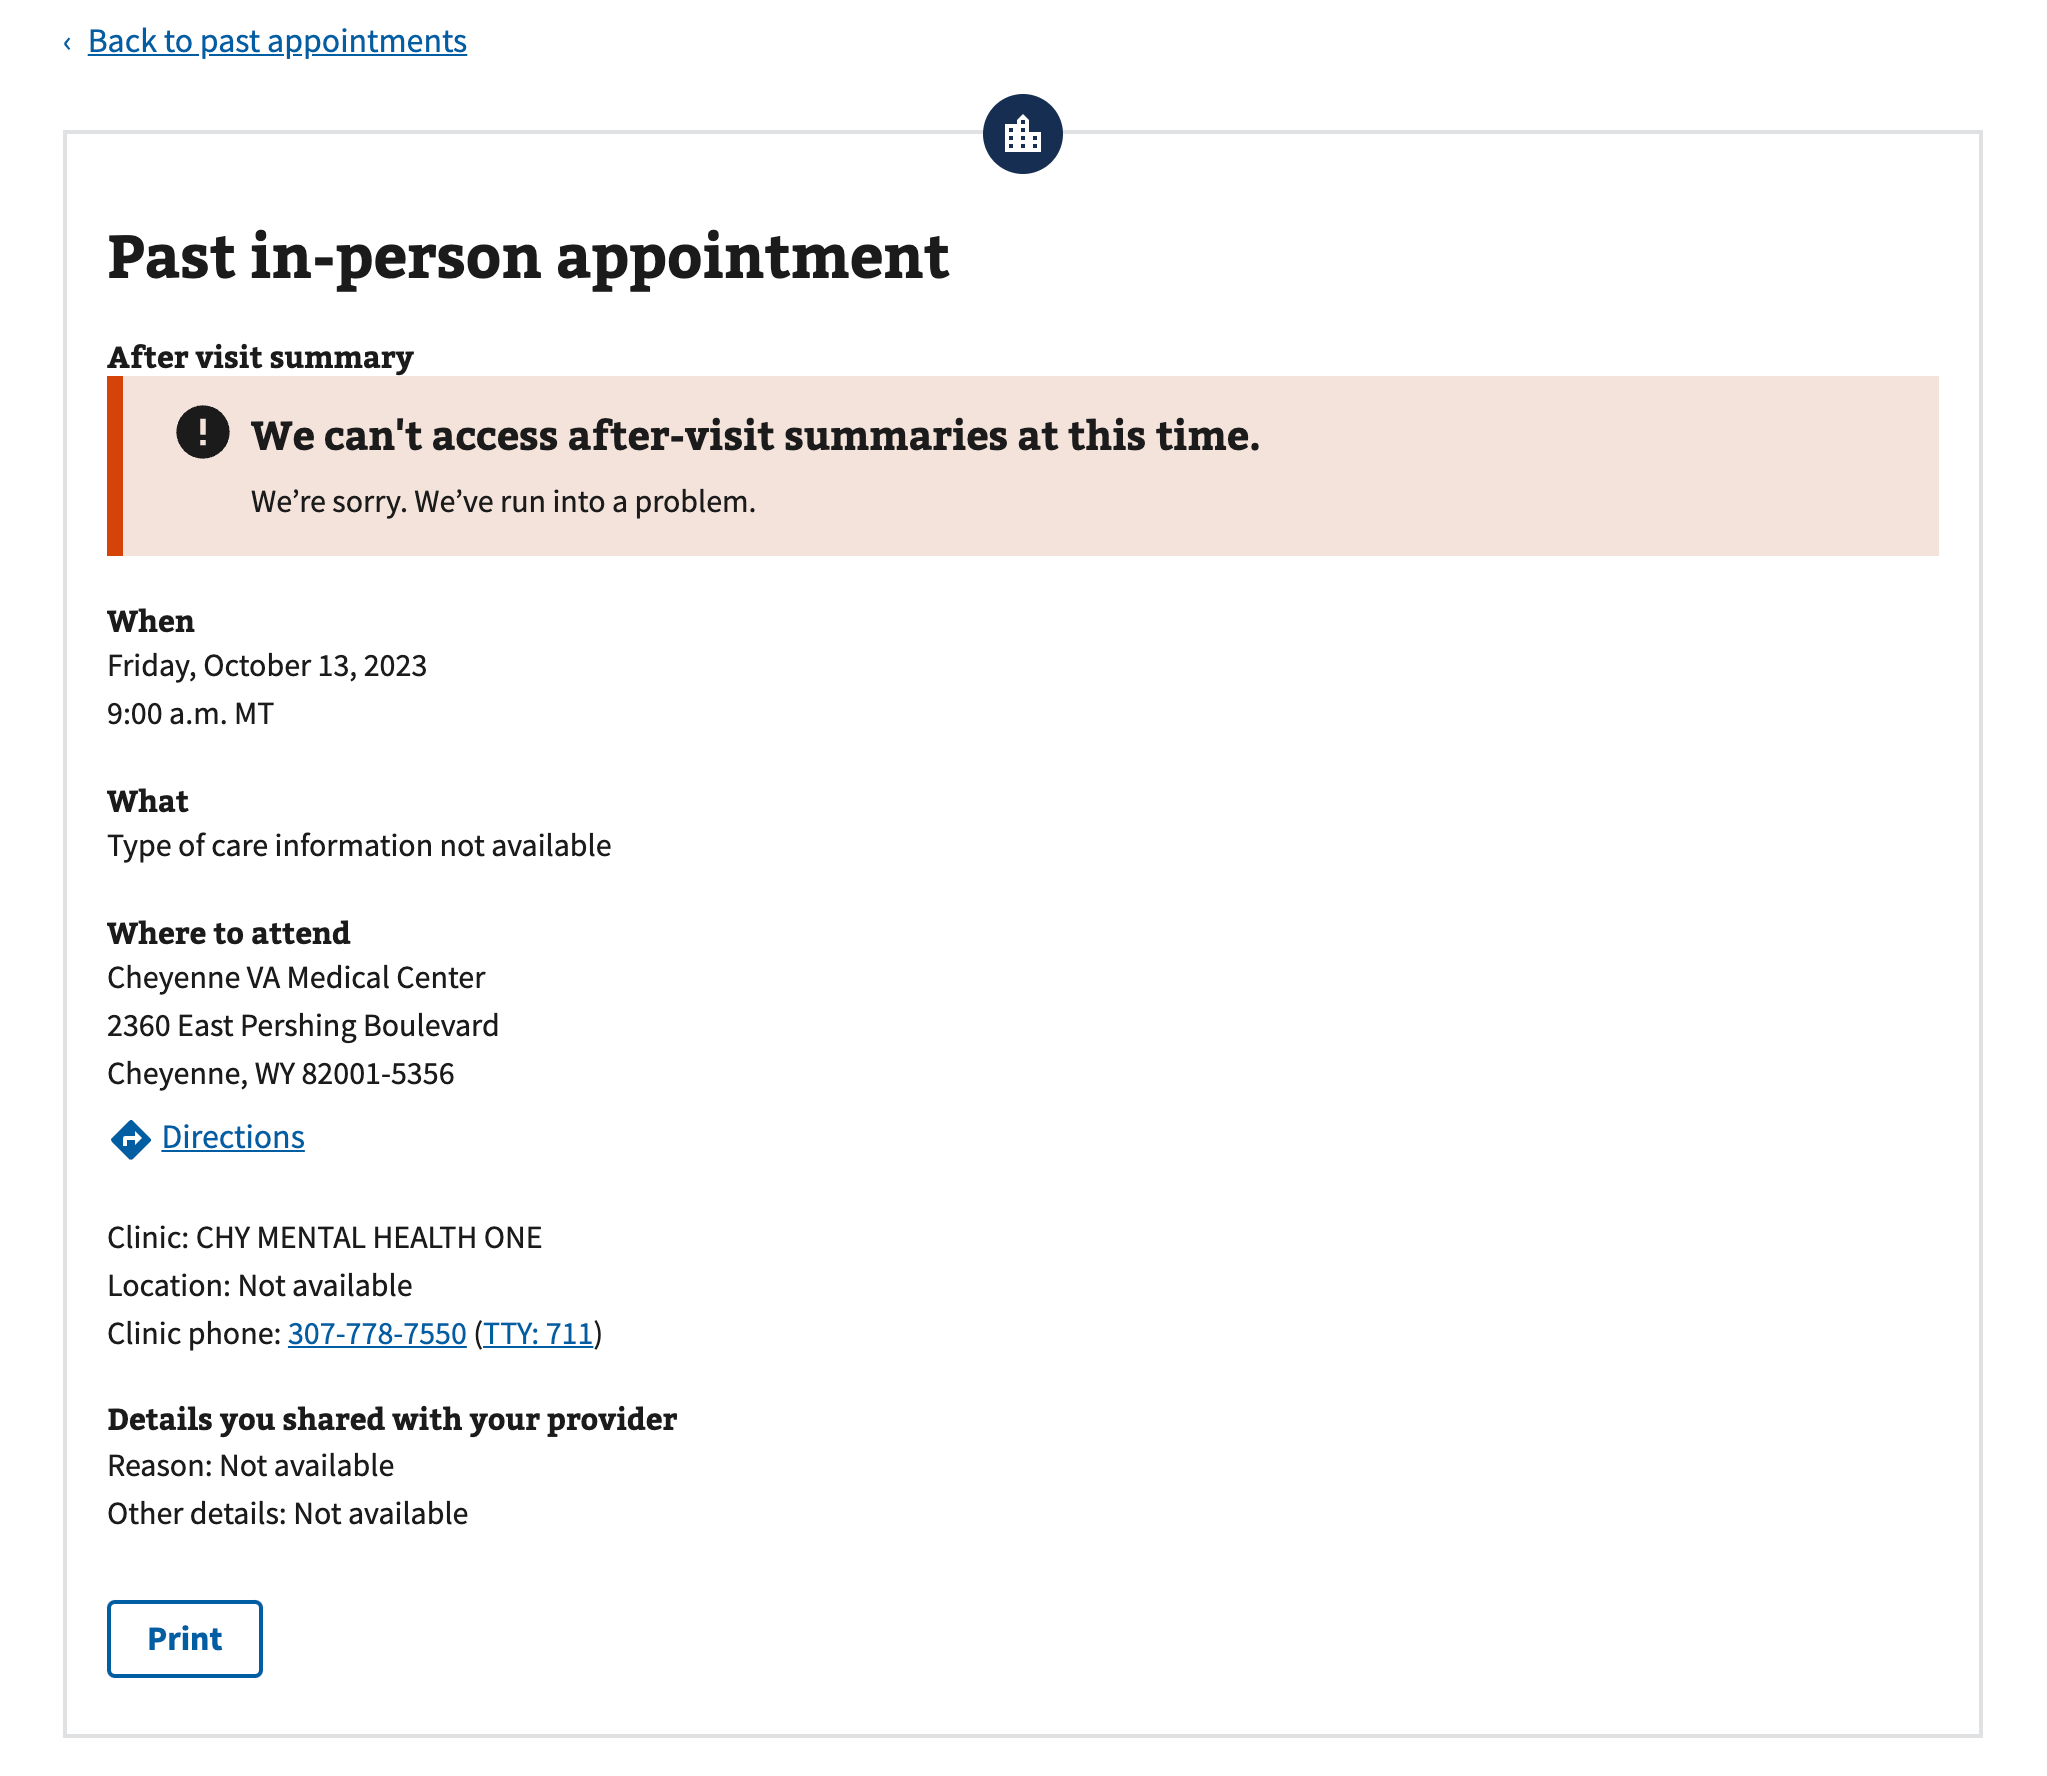 ‹ Back to past appointments
Past in-person appointment
After visit summary
We can't access after-visit summaries at this time.
We’re sorry. We’ve run into a problem.
When
Friday, October 13, 2023
9:00 a.m. MT
What
Type of care information not available
Where to attend
Cheyenne VA Medical Center
2360 East Pershing Boulevard
Cheyenne, WY 82001-5356
Directions
Clinic: CHY MENTAL HEALTH ONE
Location: Not available
Clinic phone: 307-778-7550 (TTY: 711)
Details you shared with your provider
Reason: Not available
Other details: Not available
Print